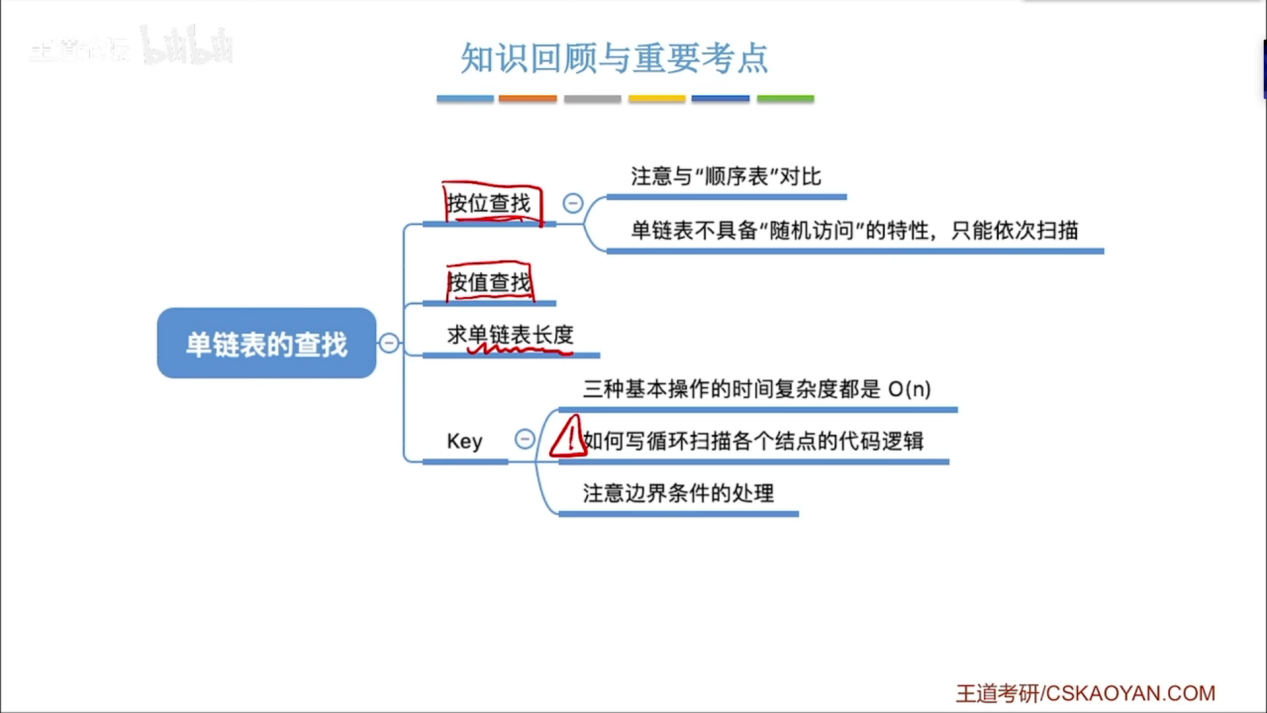 王道论坛 bilibili
知识回顾与重要考点
注意与“顺序表”对比
按位查找
单链表不具备“随机访问”的特性，只能依次扫描
按值查找
求单链表长度
单链表的查找
三种基本操作的时间复杂度都是 O(n)
Key
如何写循环扫描各个结点的代码逻辑
注意边界条件的处理
王道考研/CSKAOYAN.COM